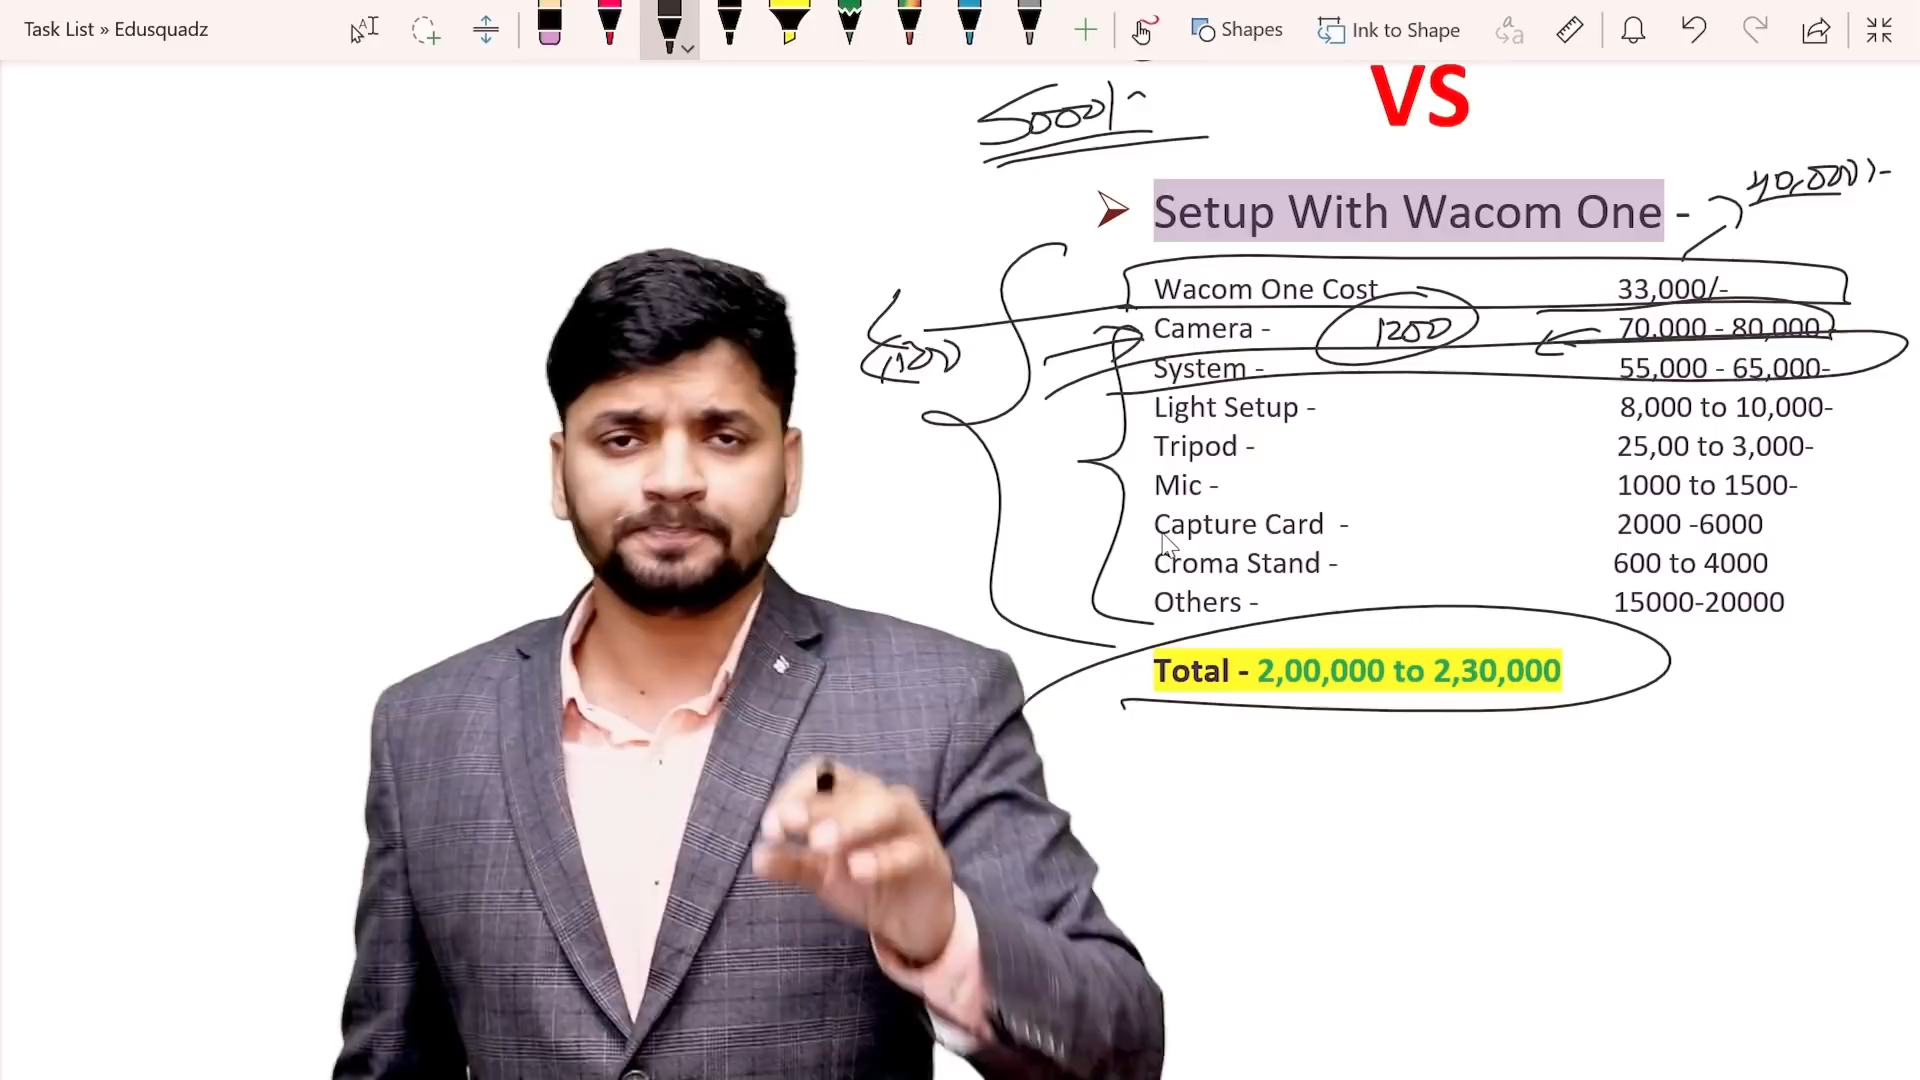 Task List » Edusquadz
Shapes
Ink to Shape
VS
5000/-
40,000/-
Setup With Wacom One -
Wacom One Cost 33,000/-
Camera - 1200 70,000 - 80,000
System - 55,000 - 65,000-
Light Setup - 8,000 to 10,000-
Tripod - 25,00 to 3,000-
Mic - 1000 to 1500-
Capture Card - 2000 -6000
Croma Stand - 600 to 4000
Others - 15000-20000
Total - 2,00,000 to 2,30,000